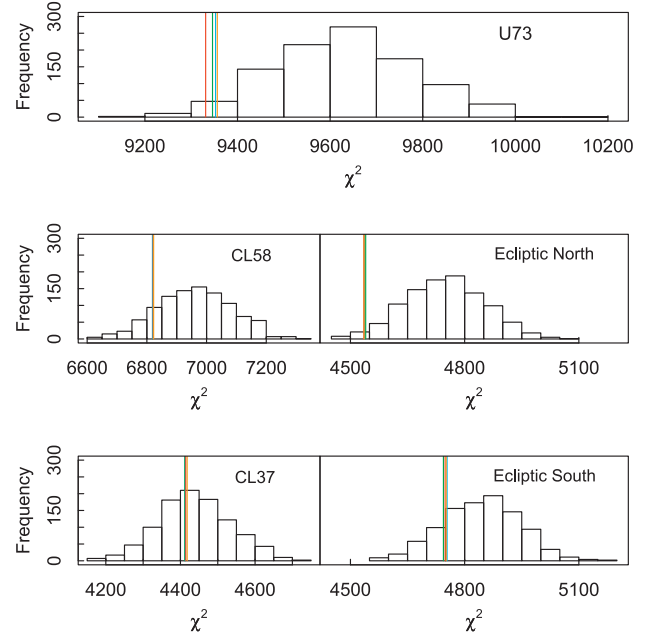 Frequency
0 150 300
U73
9200 9400 9600 9800 10000 10200
χ²
Frequency
0 150 300
CL58
Ecliptic North
6600 6800 7000 7200
4500 4800 5100
χ²
χ²
Frequency
0 150 300
CL37
Ecliptic South
4200 4400 4600
4500 4800 5100
χ²
χ²